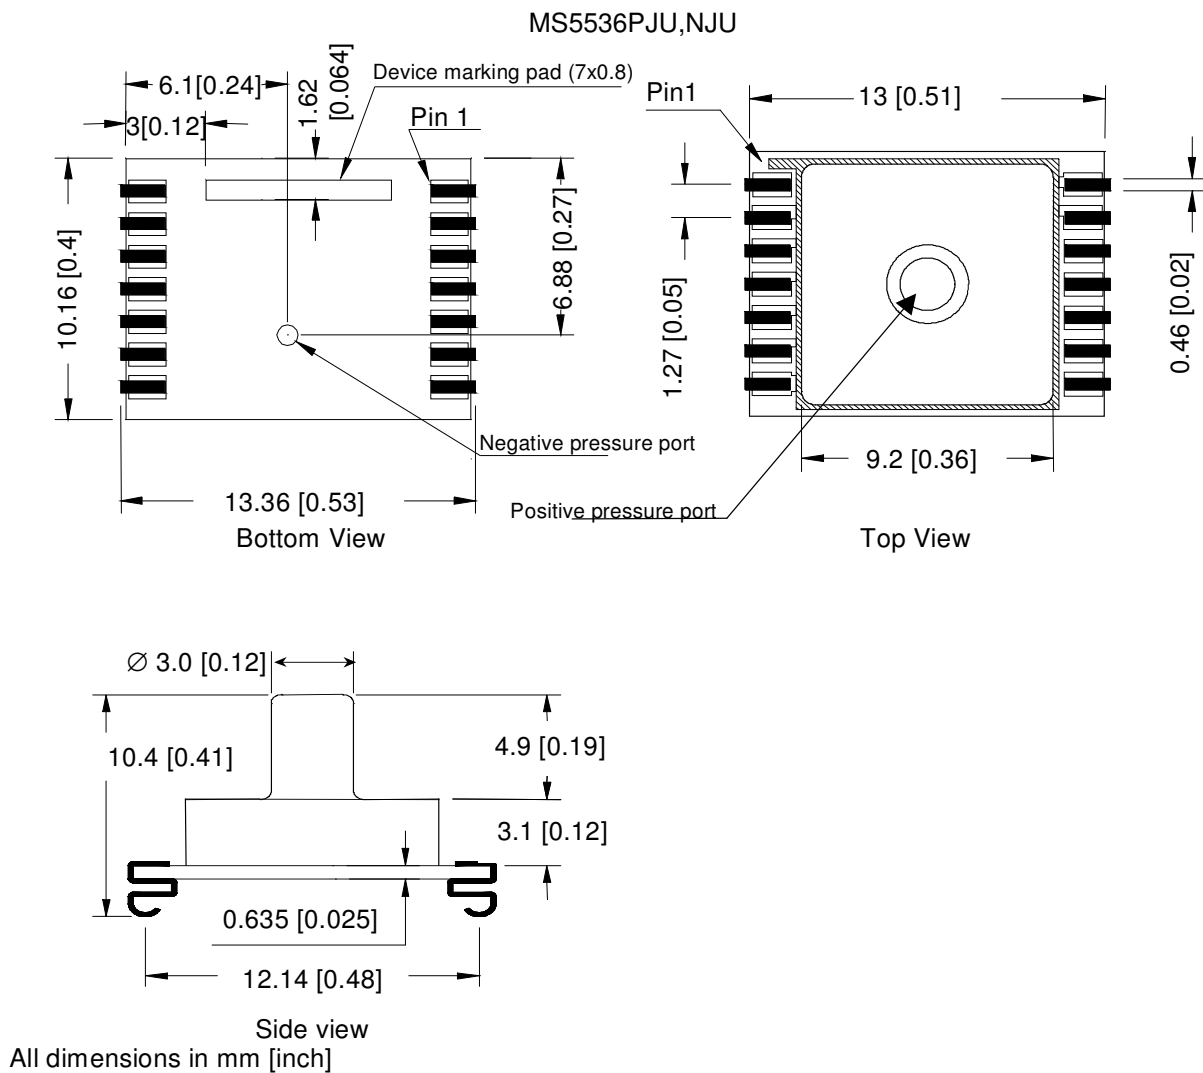 MS5536PJU,NJU
6.1[0.24]
1.62
[0.064]
Device marking pad (7x0.8)
3[0.12]
Pin 1
10.16 [0.4]
6.88 [0.27]
Negative pressure port
13.36 [0.53]
Bottom View
Pin1
13 [0.51]
1.27 [0.05]
0.46 [0.02]
9.2 [0.36]
Positive pressure port
Top View
∅ 3.0 [0.12]
10.4 [0.41]
4.9 [0.19]
3.1 [0.12]
0.635 [0.025]
12.14 [0.48]
Side view
All dimensions in mm [inch]